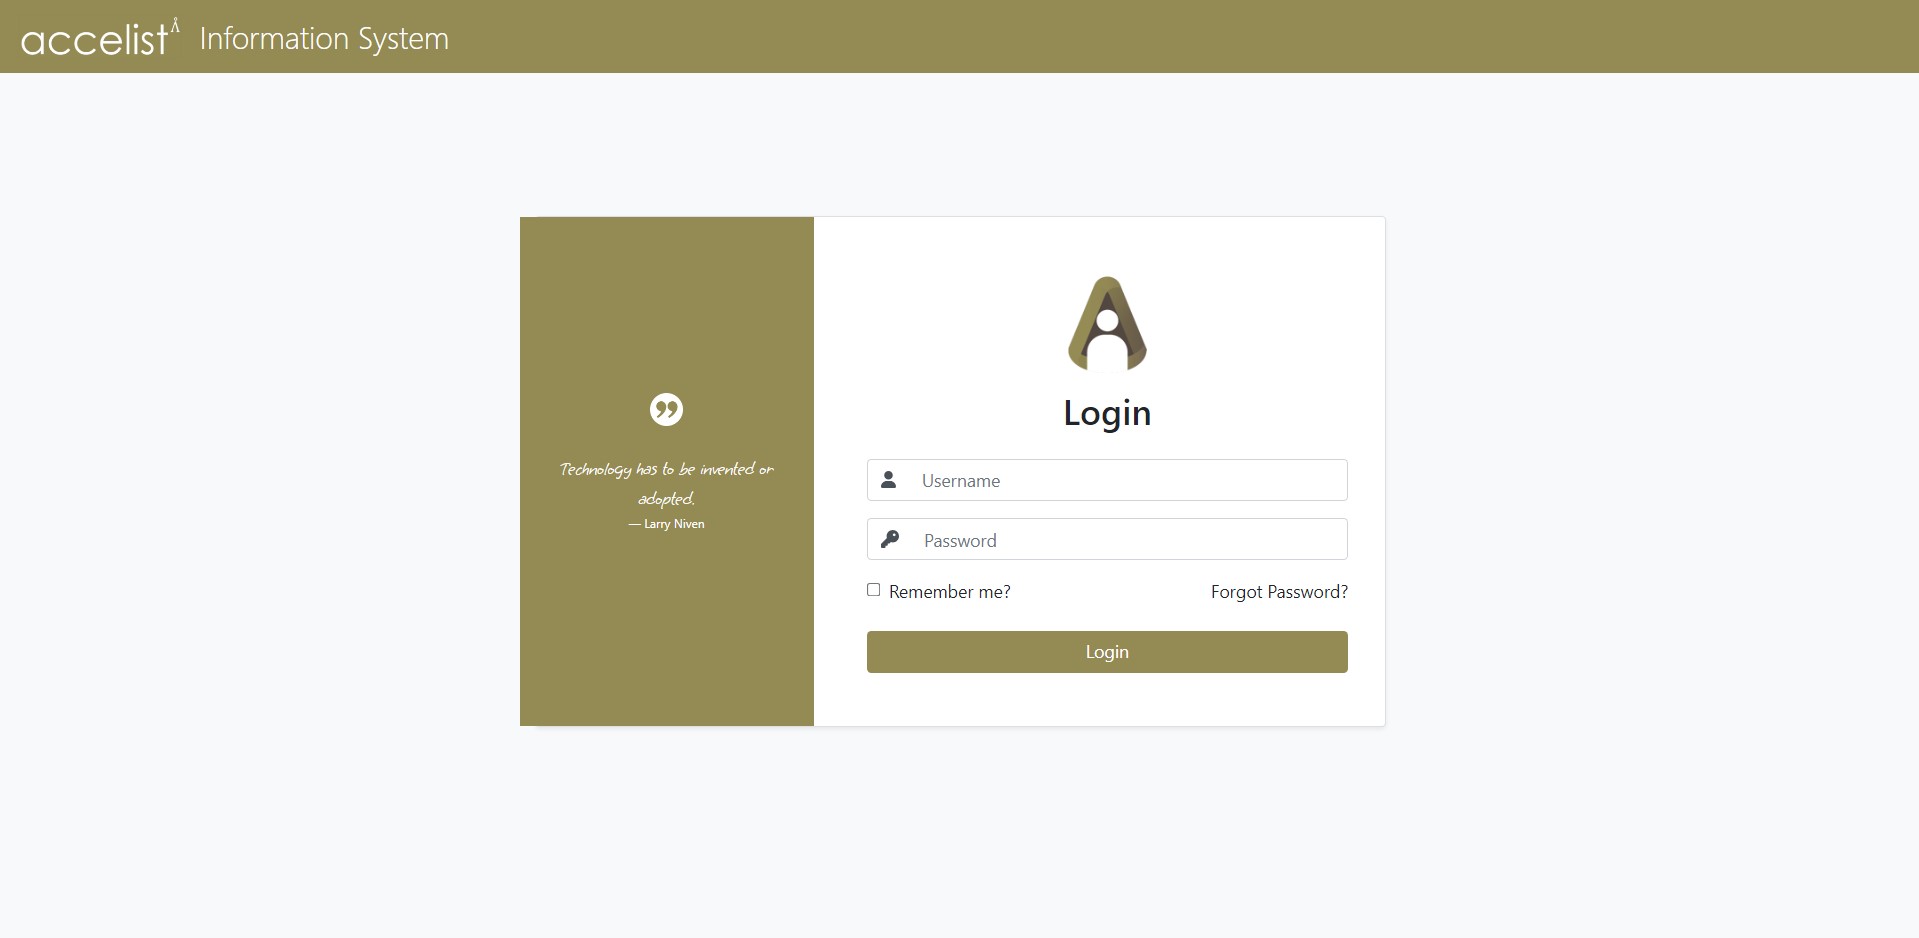 accelist Å Information System
Technology has to be invented or
adopted.
— Larry Niven
Login
Username
Password
Remember me? Forgot Password?
Login